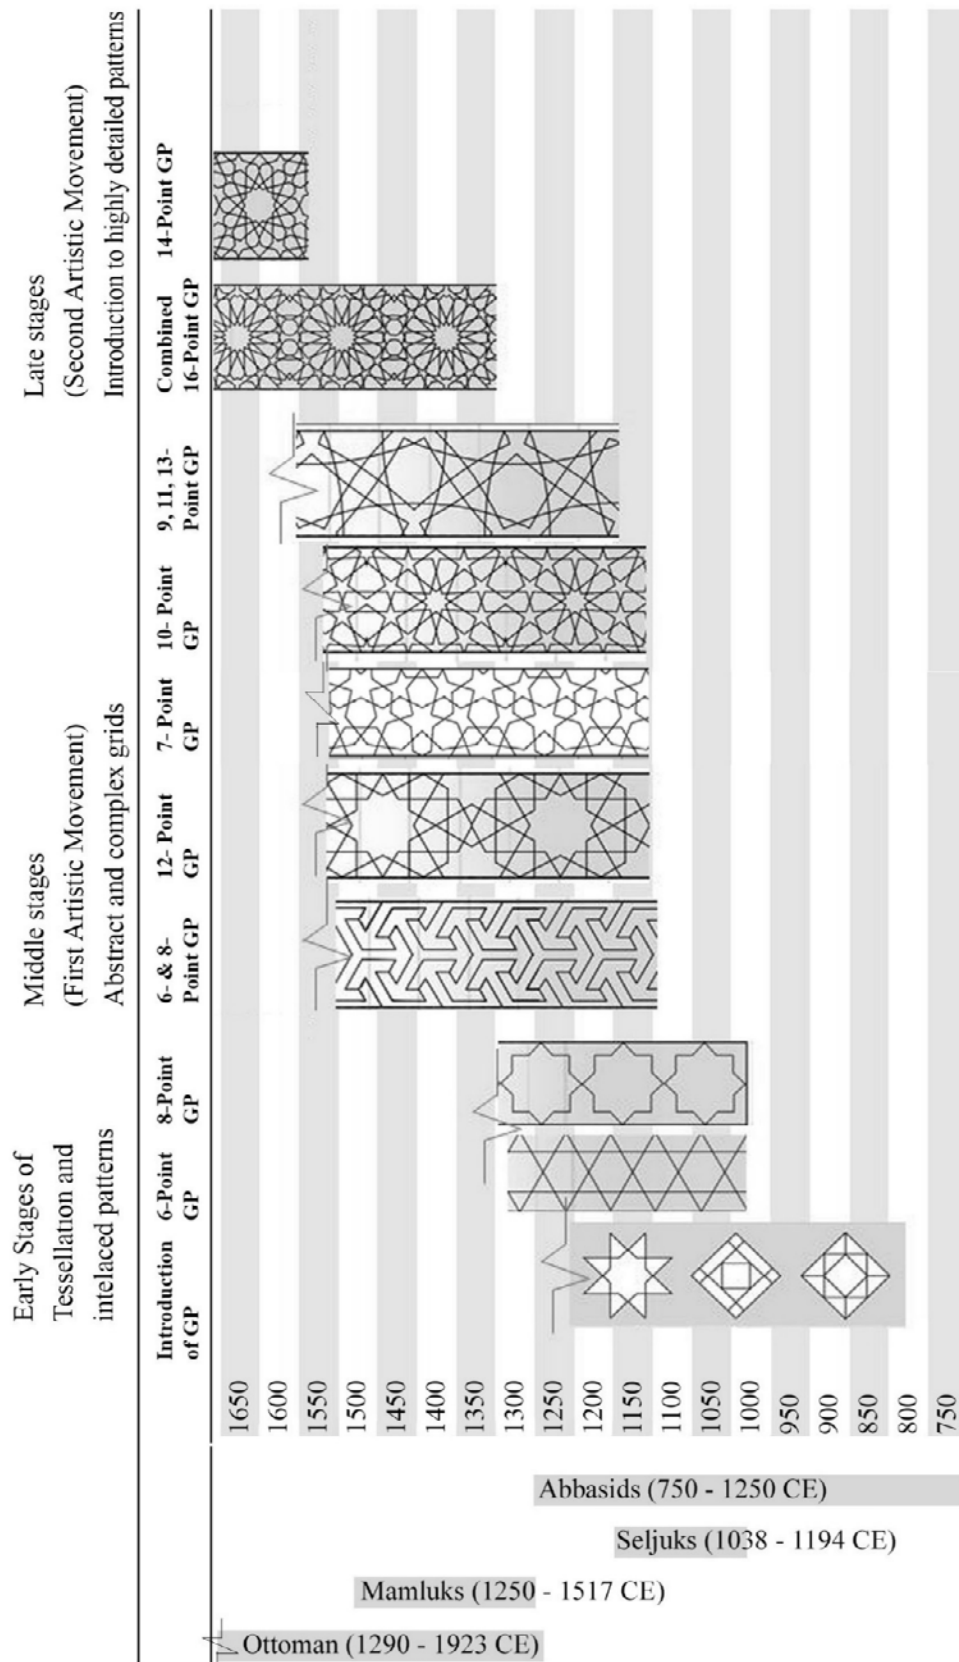 Early Stages of
Tessellation and
intelaced patterns
Middle stages
(First Artistic Movement)
Abstract and complex grids
Late stages
(Second Artistic Movement)
Introduction to highly detailed patterns
Introduction
of GP
6-Point
GP
8-Point
GP
6- & 8-
Point GP
12- Point
GP
7- Point
GP
10- Point
GP
9, 11, 13-
Point GP
Combined
16-Point GP
14-Point GP
1650
1600
1550
1500
1450
1400
1350
1300
1250
1200
1150
1100
1050
1000
950
900
850
800
750
Abbasids (750 - 1250 CE)
Seljuks (1038 - 1194 CE)
Mamluks (1250 - 1517 CE)
Ottoman (1290 - 1923 CE)